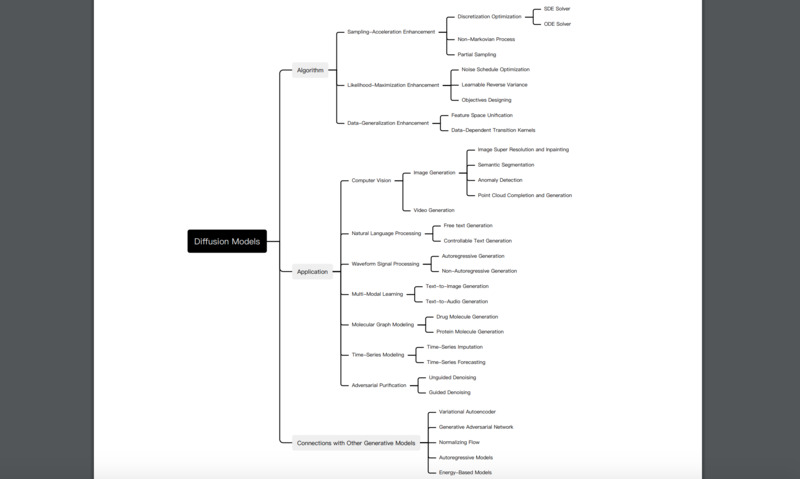 Diffusion Models
Algorithm
Sampling-Acceleration Enhancement
Discretization Optimization
SDE Solver
ODE Solver
Non-Markovian Process
Partial Sampling
Likelihood-Maximization Enhancement
Noise Schedule Optimization
Learnable Reverse Variance
Objectives Designing
Data-Generalization Enhancement
Feature Space Unification
Data-Dependent Transition Kernels
Application
Computer Vision
Image Generation
Image Super Resolution and Inpainting
Semantic Segmentation
Anomaly Detection
Point Cloud Completion and Generation
Video Generation
Natural Language Processing
Free text Generation
Controllable Text Generation
Waveform Signal Processing
Autoregressive Generation
Non-Autoregressive Generation
Multi-Modal Learning
Text-to-Image Generation
Text-to-Audio Generation
Molecular Graph Modeling
Drug Molecule Generation
Protein Molecule Generation
Time-Series Modeling
Time-Series Imputation
Time-Series Forecasting
Adversarial Purification
Unguided Denoising
Guided Denoising
Connections with Other Generative Models
Variational Autoencoder
Generative Adversarial Network
Normalizing Flow
Autoregressive Models
Energy-Based Models